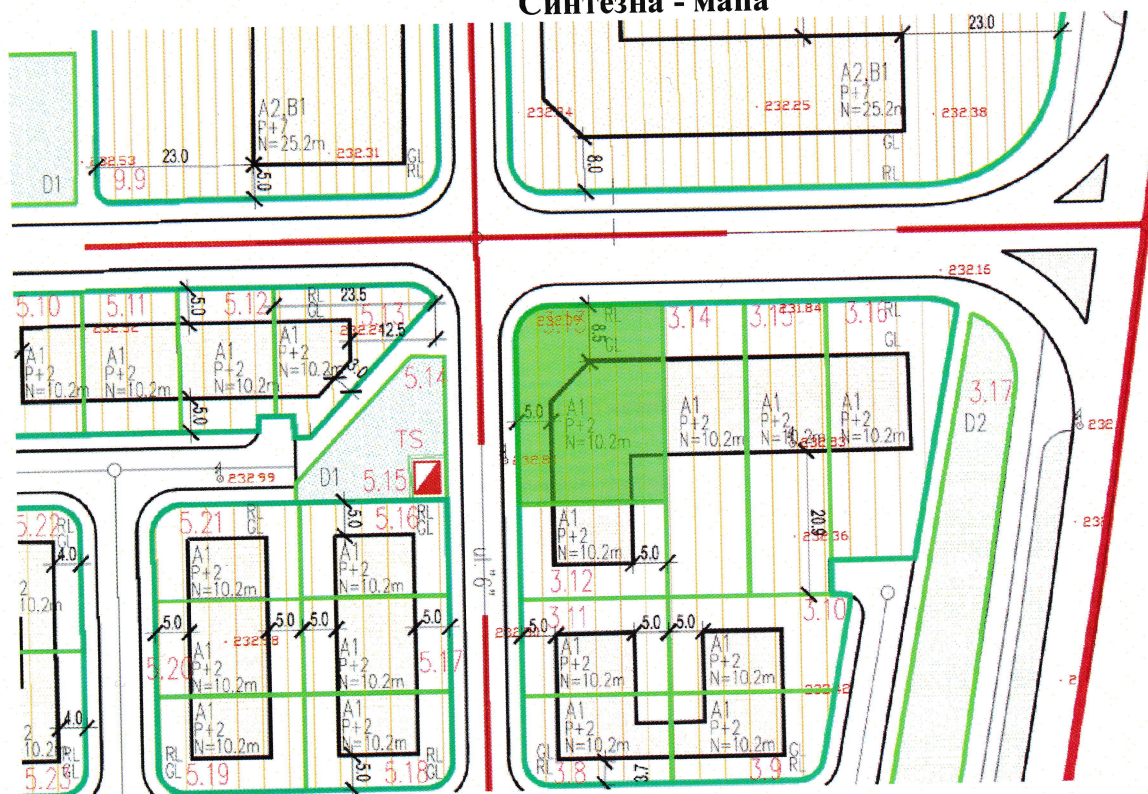 Синтезна - мапа
23.0
A2,B1
P+7
N=25.2m
232.53
23.0
232.31
GL
RL
5.0
D1
9.9
A2,B1
P+7
N=25.2m
232.25
232.38
GL
RL
8.0
232.16
5.10
5.11
5.12
5.13
RL
GL
23.5
5.0
12.5
3.0
A1
P+2
N=10.2m
A1
P+2
N=10.2m
A1
P+2
N=10.2m
A1
P+2
N=10.2m
5.0
5.14
TS
D1
5.15
232.99
RL
GL
8.5
3.14
231.84
3.16
RL
GL
5.0
A1
P+2
N=10.2m
A1
P+2
N=10.2m
A1
P+2
A1
P+2
N=10.2m
3.17
D2
20.9
232.36
A1
P+2
N=10.2m
5.0
3.12
ul. "9"
5.22
RL
GL
4.0
2
10.2m
5.21
RL
GL
5.0
5.16
RL
GL
A1
P+2
N=10.2m
A1
P+2
N=10.2m
5.0
5.0
5.0
5.0
5.20
A1
P+2
N=10.2m
A1
P+2
N=10.2m
5.17
A1
P+2
N=10.2m
A1
P+2
N=10.2m
RL
GL
5.19
5.0
5.18
RL
GL
4.0
2
10.2m
RL
GL
3.11
3.10
5.0
5.0
5.0
A1
P+2
N=10.2m
A1
P+2
N=10.2m
232.42
A1
P+2
N=10.2m
A1
P+2
N=10.2m
GL
RL
3.8
3.7
3.9
GL
RL